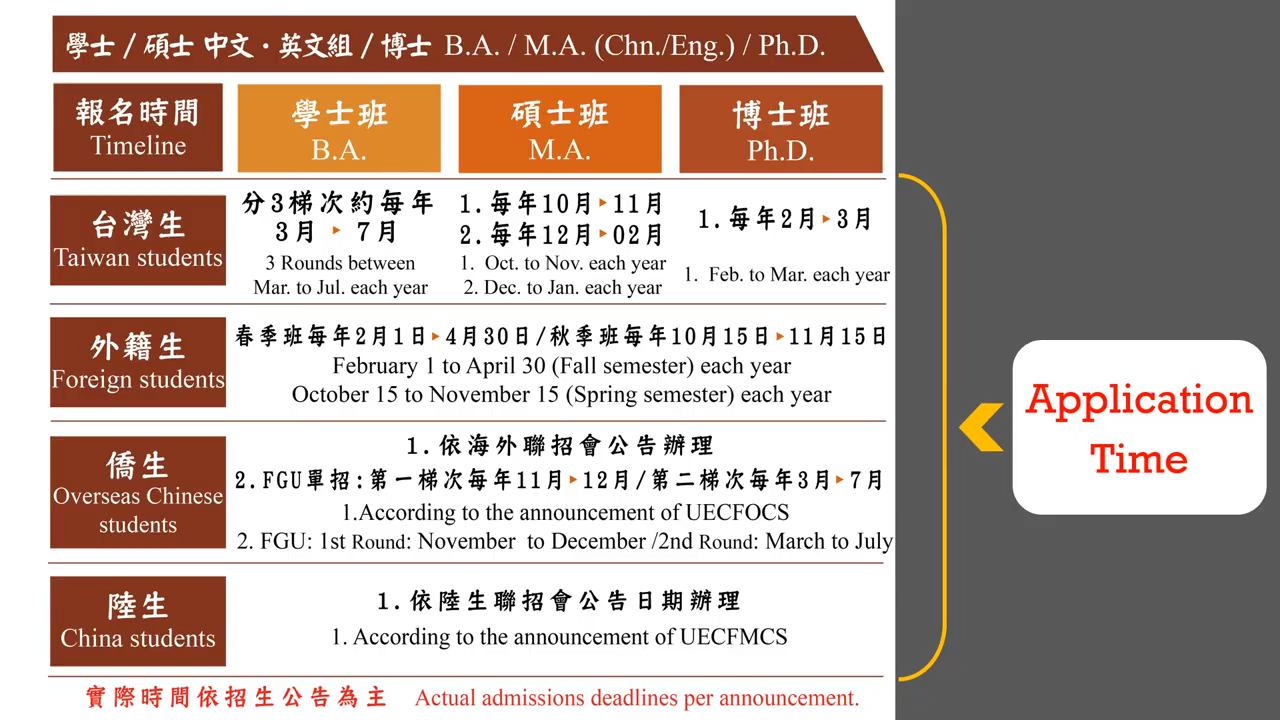 學士 / 碩士 中文·英文組 / 博士 B.A. / M.A. (Chn./Eng.) / Ph.D.
報名時間
Timeline
學士班
B.A.
碩士班
M.A.
博士班
Ph.D.
台灣生
Taiwan students
分3梯次約每年
3月▸7月
3 Rounds between
Mar. to Jul. each year
1.每年10月▸11月
2.每年12月▸02月
1. Oct. to Nov. each year
2. Dec. to Jan. each year
1.每年2月▸3月
1. Feb. to Mar. each year
外籍生
Foreign students
春季班每年2月1日▸4月30日/秋季班每年10月15日▸11月15日
February 1 to April 30 (Fall semester) each year
October 15 to November 15 (Spring semester) each year
僑生
Overseas Chinese
students
1.依海外聯招會公告辦理
2.FGU單招:第一梯次每年11月▸12月/第二梯次每年3月▸7月
1.According to the announcement of UECFOCS
2. FGU: 1st Round: November to December /2nd Round: March to July
陸生
China students
1.依陸生聯招會公告日期辦理
1. According to the announcement of UECFMCS
實際時間依招生公告為主 Actual admissions deadlines per announcement.
Application
Time